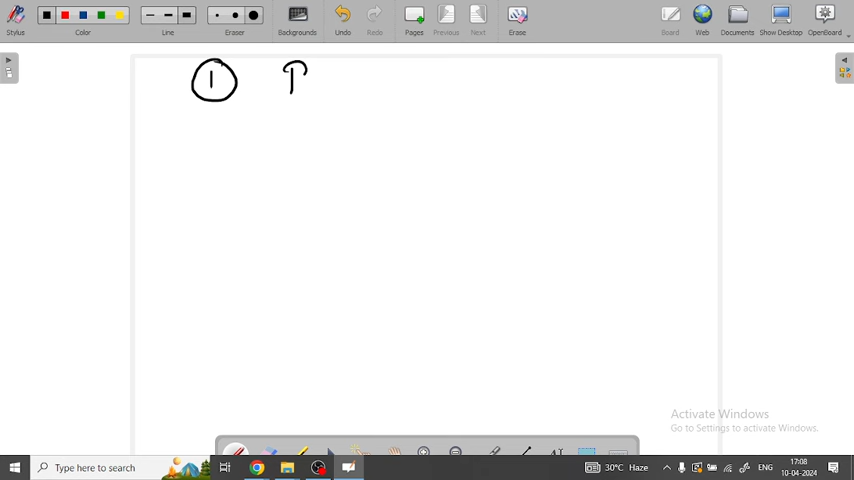 Stylus Color Line Eraser Backgrounds Undo Redo Pages Previous Next Erase Board Web Documents Show Desktop OpenBoard
1
Activate Windows
Go to Settings to activate Windows.
Type here to search 30°C Haze ENG 17:08
10-04-2024